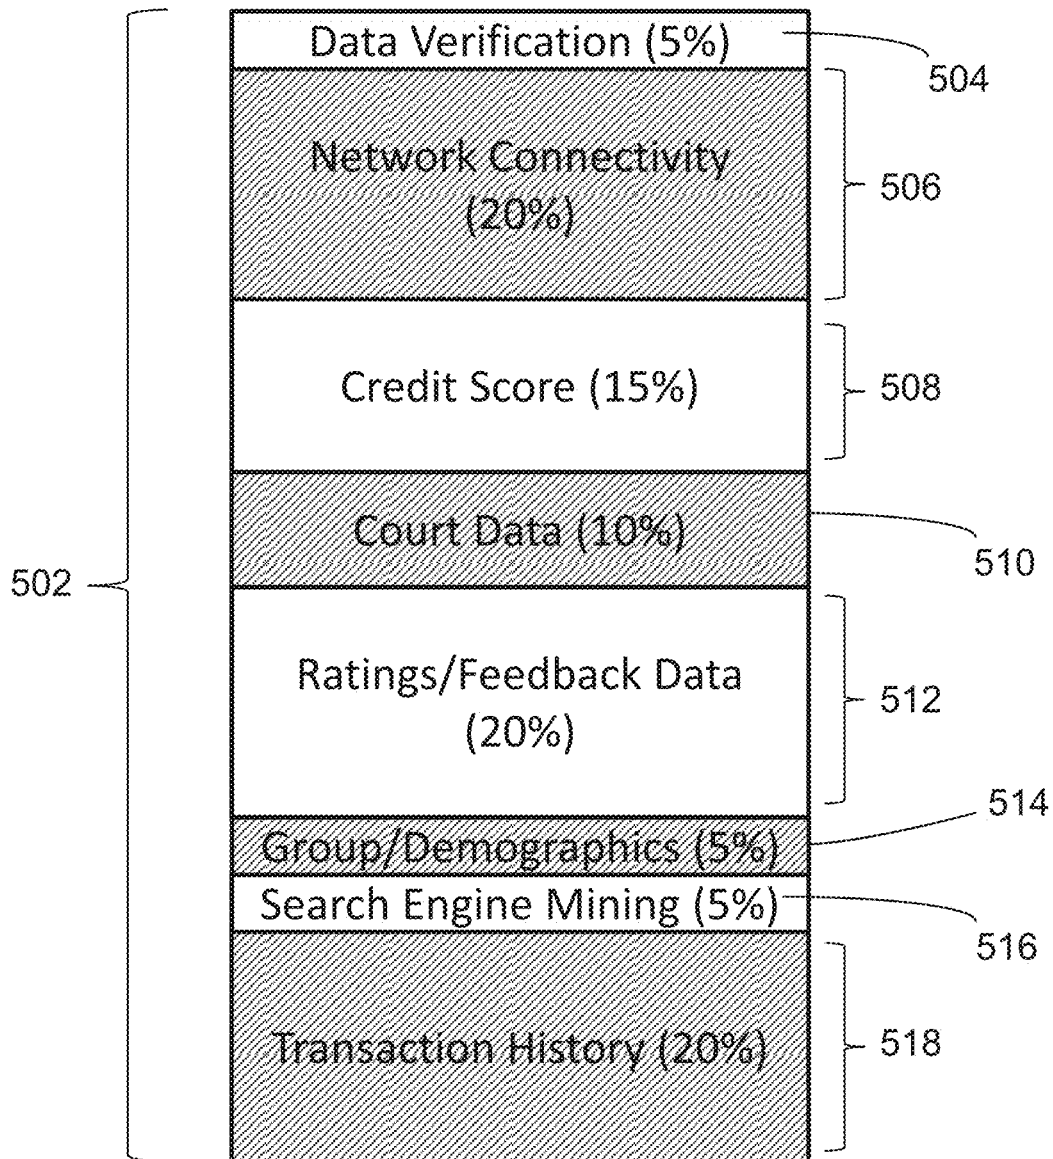 Data Verification (5%)
504
Network Connectivity
(20%)
506
Credit Score (15%)
508
Court Data (10%)
510
502
Ratings/Feedback Data
(20%)
512
514
Group/Demographics (5%)
Search Engine Mining (5%)
516
Transaction History (20%)
518